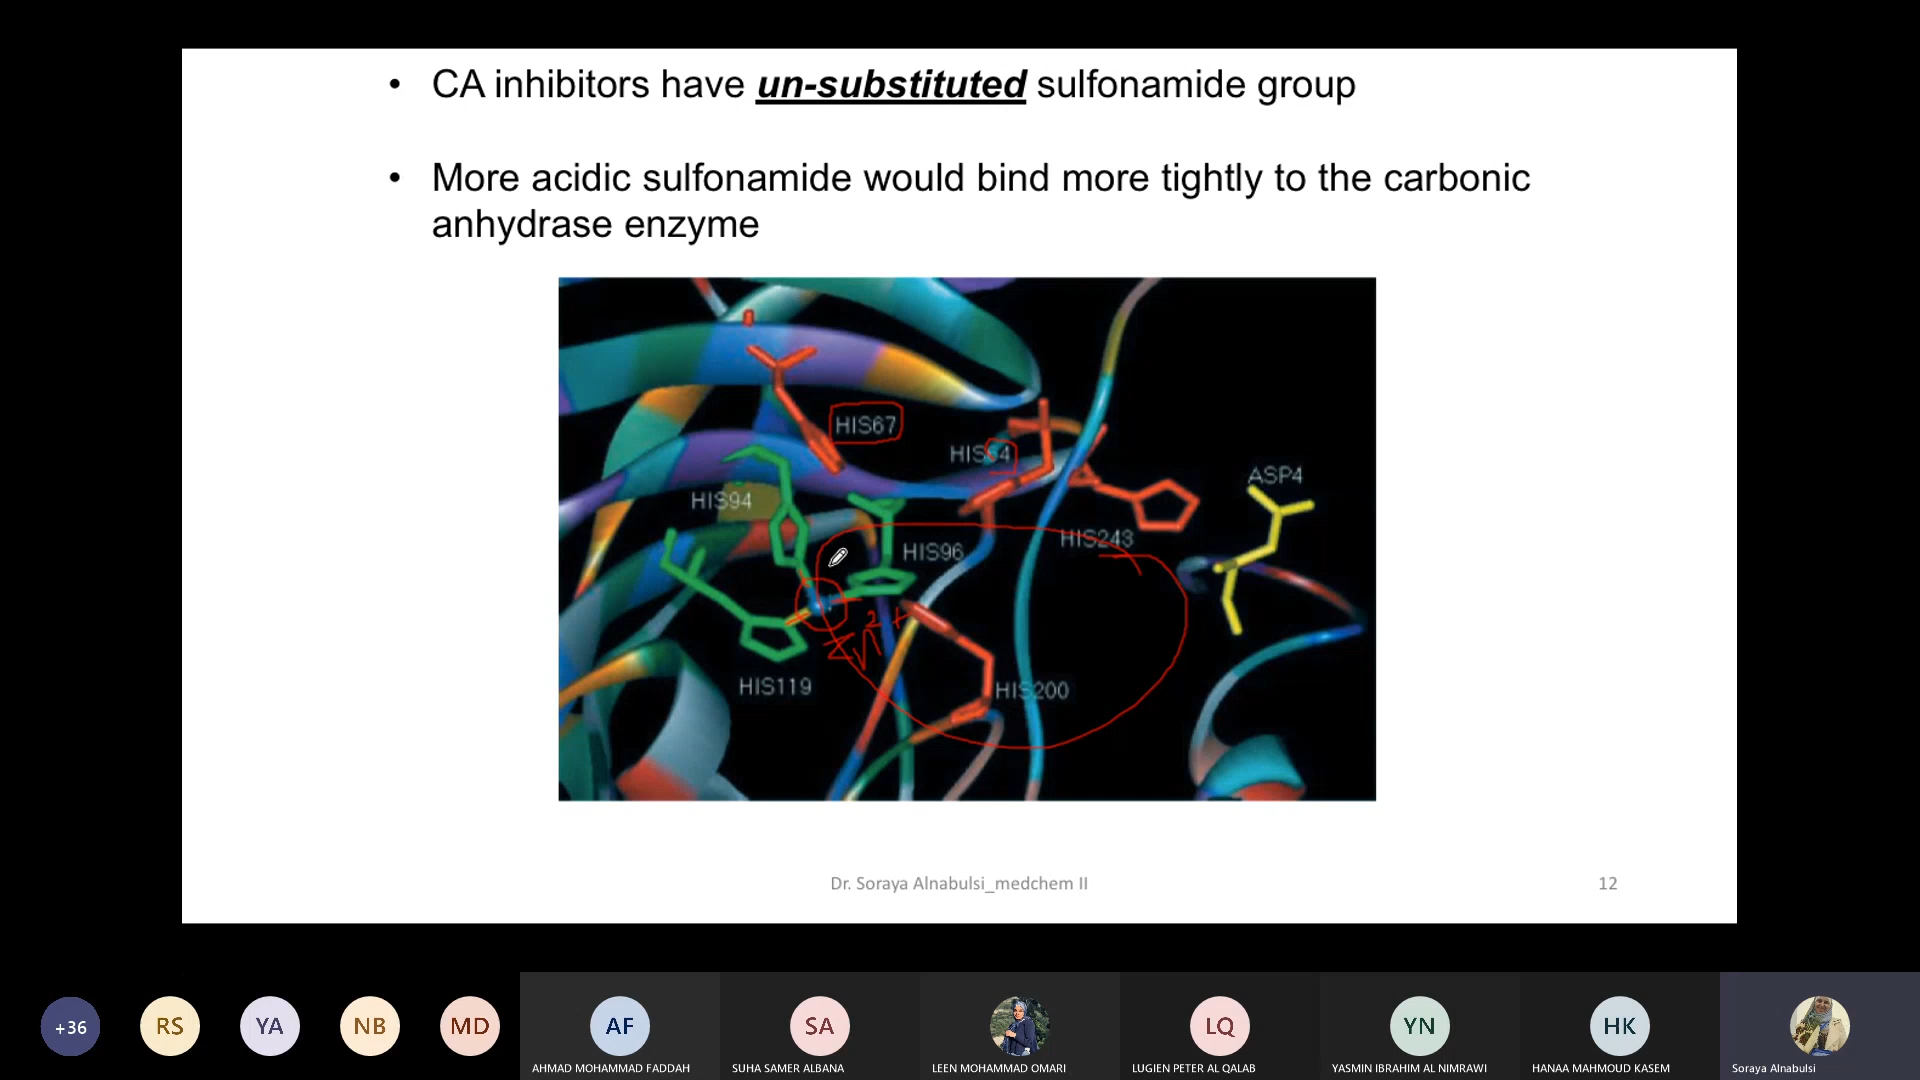 • CA inhibitors have un-substituted sulfonamide group
• More acidic sulfonamide would bind more tightly to the carbonic
anhydrase enzyme
HIS67
HIS64
ASP4
HIS94
HIS243
HIS96
Zn2+
HIS119
HIS200
Dr. Soraya Alnabulsi_medchem II
12
+36
RS
YA
NB
MD
AF
SA
LQ
YN
HK
AHMAD MOHAMMAD FADDAH
SUHA SAMER ALBANA
LEEN MOHAMMAD OMARI
LUGIEN PETER AL QALAB
YASMIN IBRAHIM AL NIMRAWI
HANAA MAHMOUD KASEM
Soraya Alnabulsi